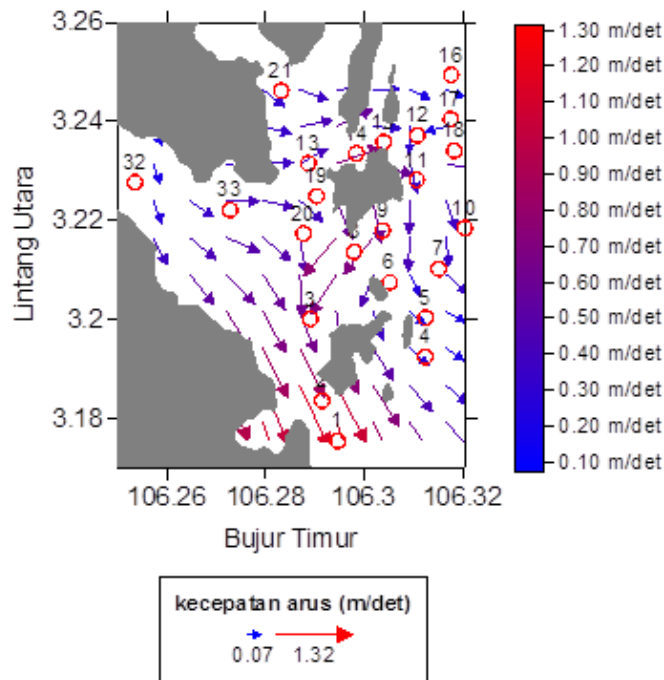 3.26
3.24
3.22
3.2
3.18
Lintang Utara
16
21
17
12
1
14
18
13
11
32
19
33
10
20
9
8
7
6
3
5
4
1
106.26 106.28 106.3 106.32
Bujur Timur
1.30 m/det
1.20 m/det
1.10 m/det
1.00 m/det
0.90 m/det
0.80 m/det
0.70 m/det
0.60 m/det
0.50 m/det
0.40 m/det
0.30 m/det
0.20 m/det
0.10 m/det
kecepatan arus (m/det)
0.07 1.32